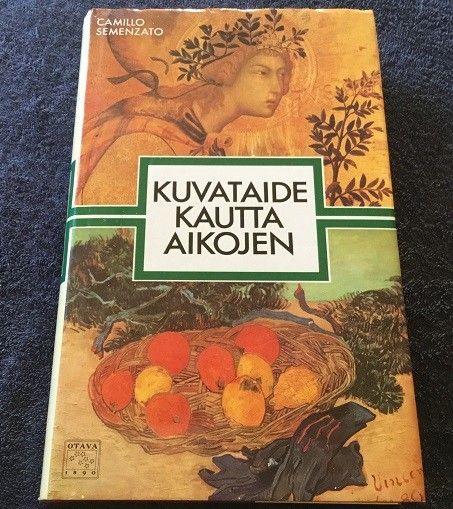 CAMILLO
SEMENZATO
KUVATAIDE
KAUTTA
AIKOJEN
OTAVA
1890